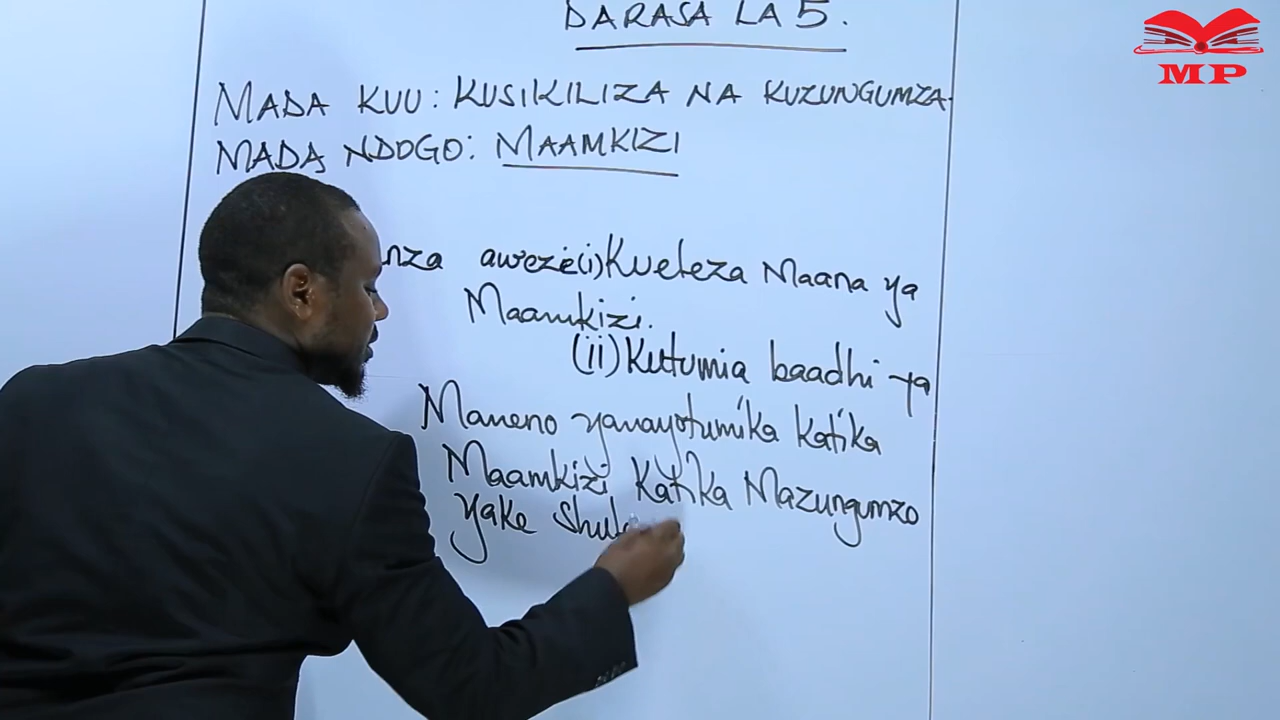 DARASA LA 5.
MADA KUU: KUSIKILIZA NA KUZUNGUMZA.
MADA NDOGO: MAAMKIZI
nza aweze (i) Kueleza Maana ya
Maamkizi.
(ii) Kutumia baadhi ya
Maneno yanayotumika katika
Maamkizi Katika Mazungumzo
yake Shul
MP